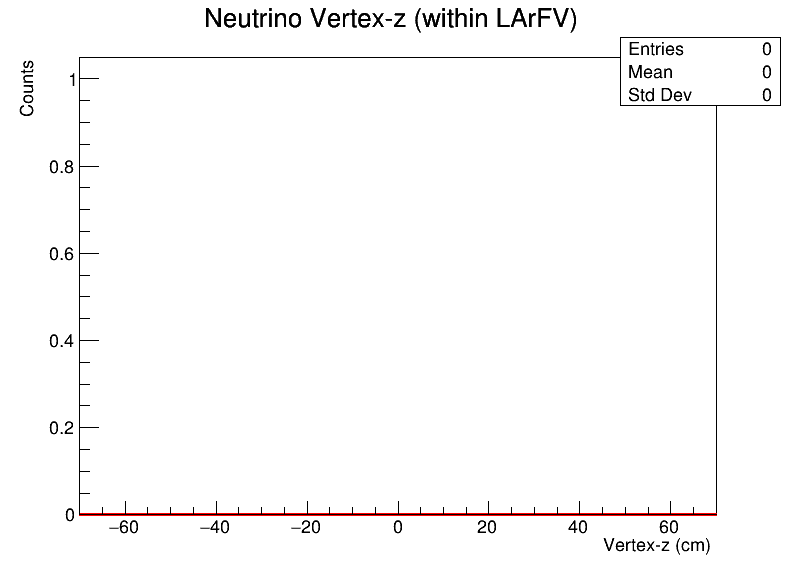 Neutrino Vertex-z (within LArFV)
Entries 0
Mean 0
Std Dev 0
Counts
1
0.8
0.6
0.4
0.2
0
−60 −40 −20 0 20 40 60
Vertex-z (cm)